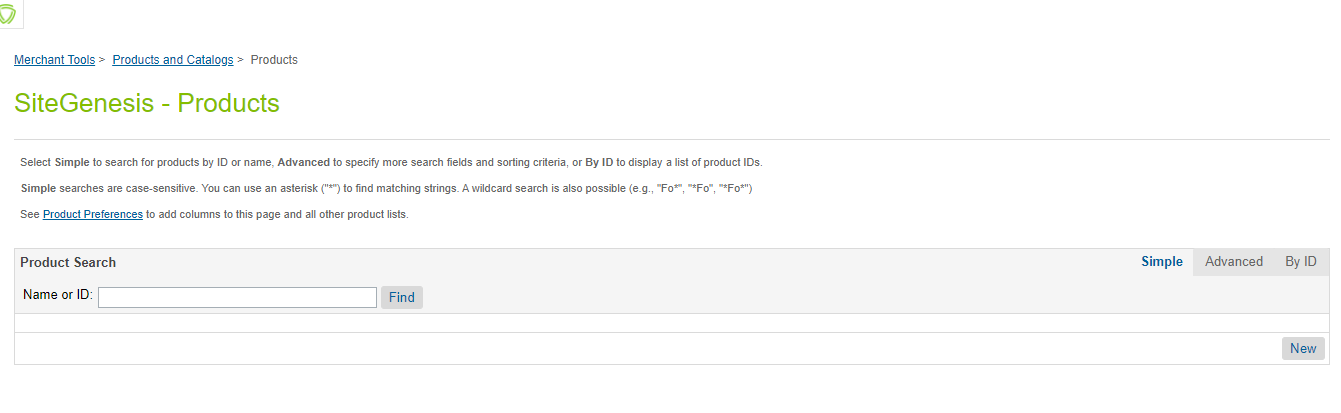 Merchant Tools > Products and Catalogs > Products
SiteGenesis - Products
Select Simple to search for products by ID or name, Advanced to specify more search fields and sorting criteria, or By ID to display a list of product IDs.
Simple searches are case-sensitive. You can use an asterisk ("*") to find matching strings. A wildcard search is also possible (e.g., "Fo*", "*Fo", "*Fo*")
See Product Preferences to add columns to this page and all other product lists.
Product Search Simple Advanced By ID
Name or ID: Find
New